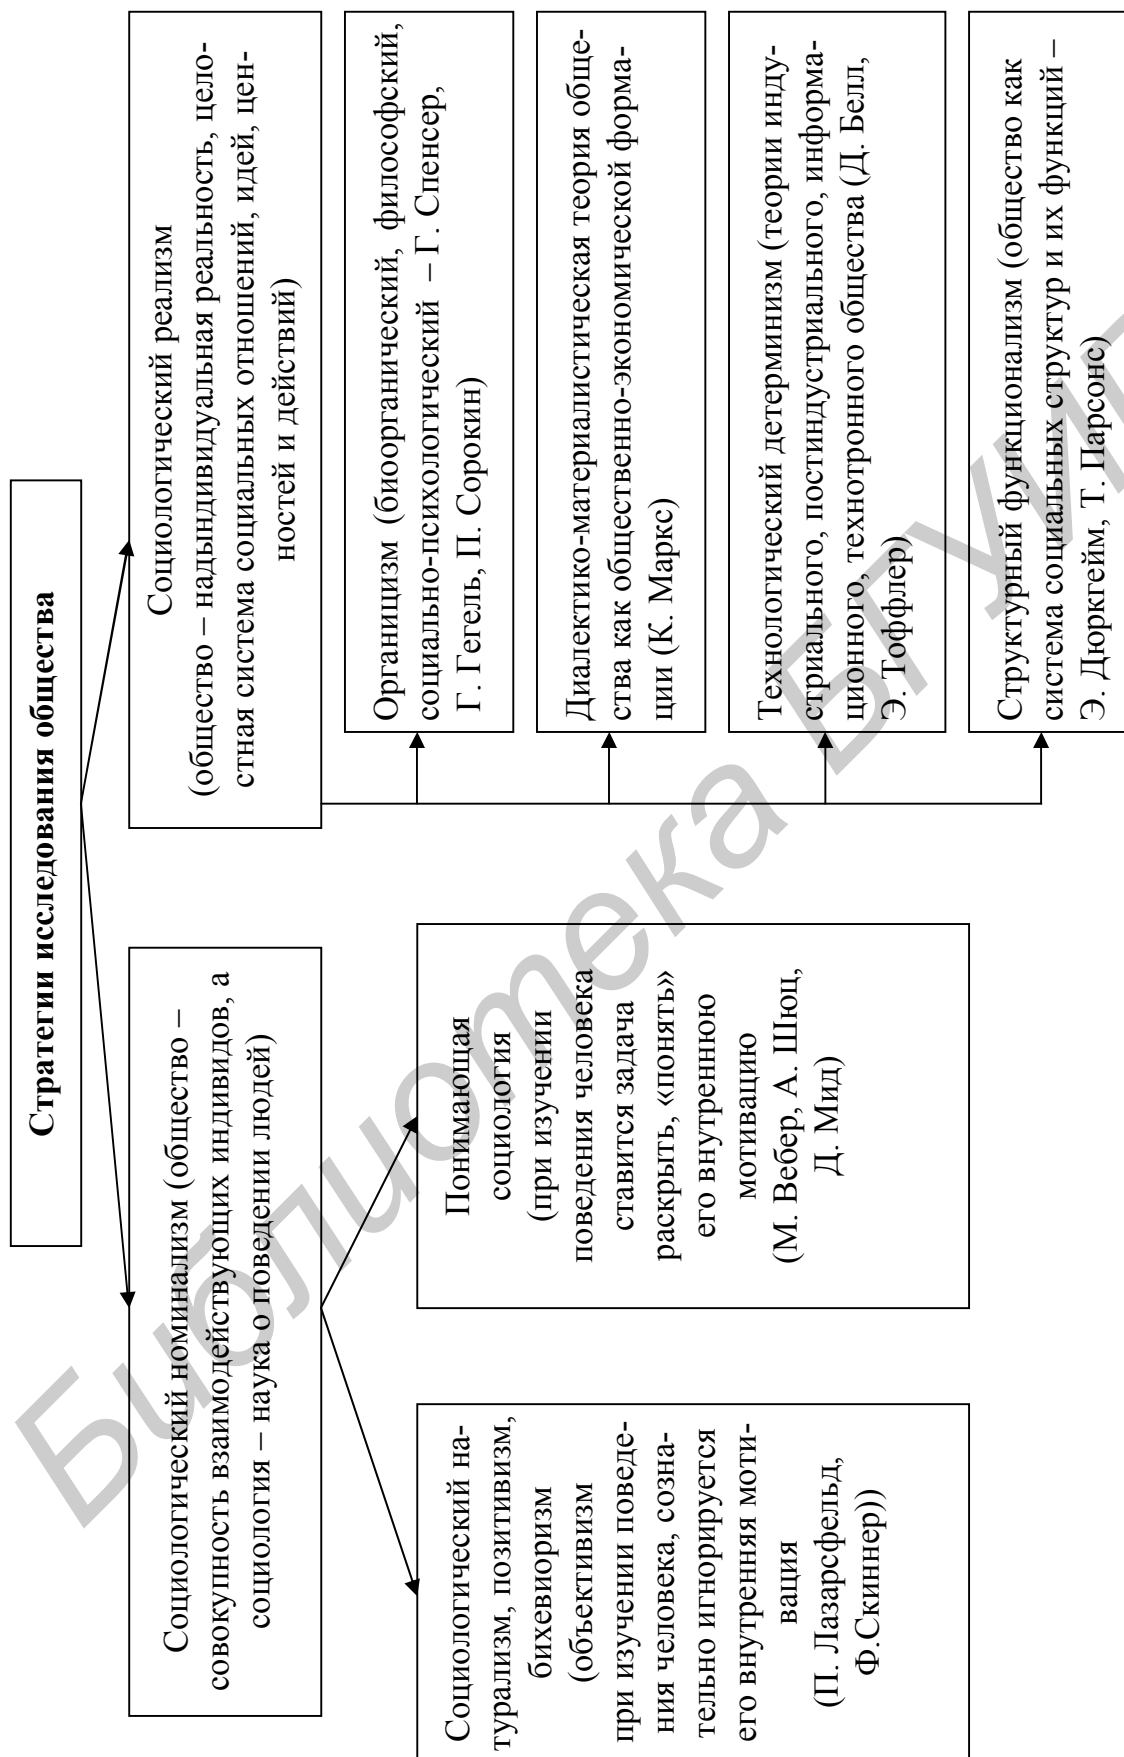 Стратегии исследования общества
Социологический номинализм (общество –
совокупность взаимодействующих индивидов, а
социология – наука о поведении людей)
Социологический на-
турализм, позитивизм,
бихевиоризм
(объективизм
при изучении поведе-
ния человека, созна-
тельно игнорируется
его внутренняя моти-
вация
(П. Лазарсфельд,
Ф.Скиннер))
Понимающая
социология
(при изучении
поведения человека
ставится задача
раскрыть, «понять»
его внутреннюю
мотивацию
(М. Вебер, А. Шюц,
Д. Мид)
Социологический реализм
(общество – надындивидуальная реальность, цело-
стная система социальных отношений, идей, цен-
ностей и действий)
Органицизм (биоорганический, философский,
социально-психологический – Г. Спенсер,
Г. Гегель, П. Сорокин)
Диалектико-материалистическая теория обще-
ства как общественно-экономической форма-
ции (К. Маркс)
Технологический детерминизм (теории инду-
стриального, постиндустриального, информа-
ционного, технотронного общества (Д. Белл,
Э. Тоффлер)
Структурный функционализм (общество как
система социальных структур и их функций –
Э. Дюркгейм, Т. Парсонс)
Библиотека